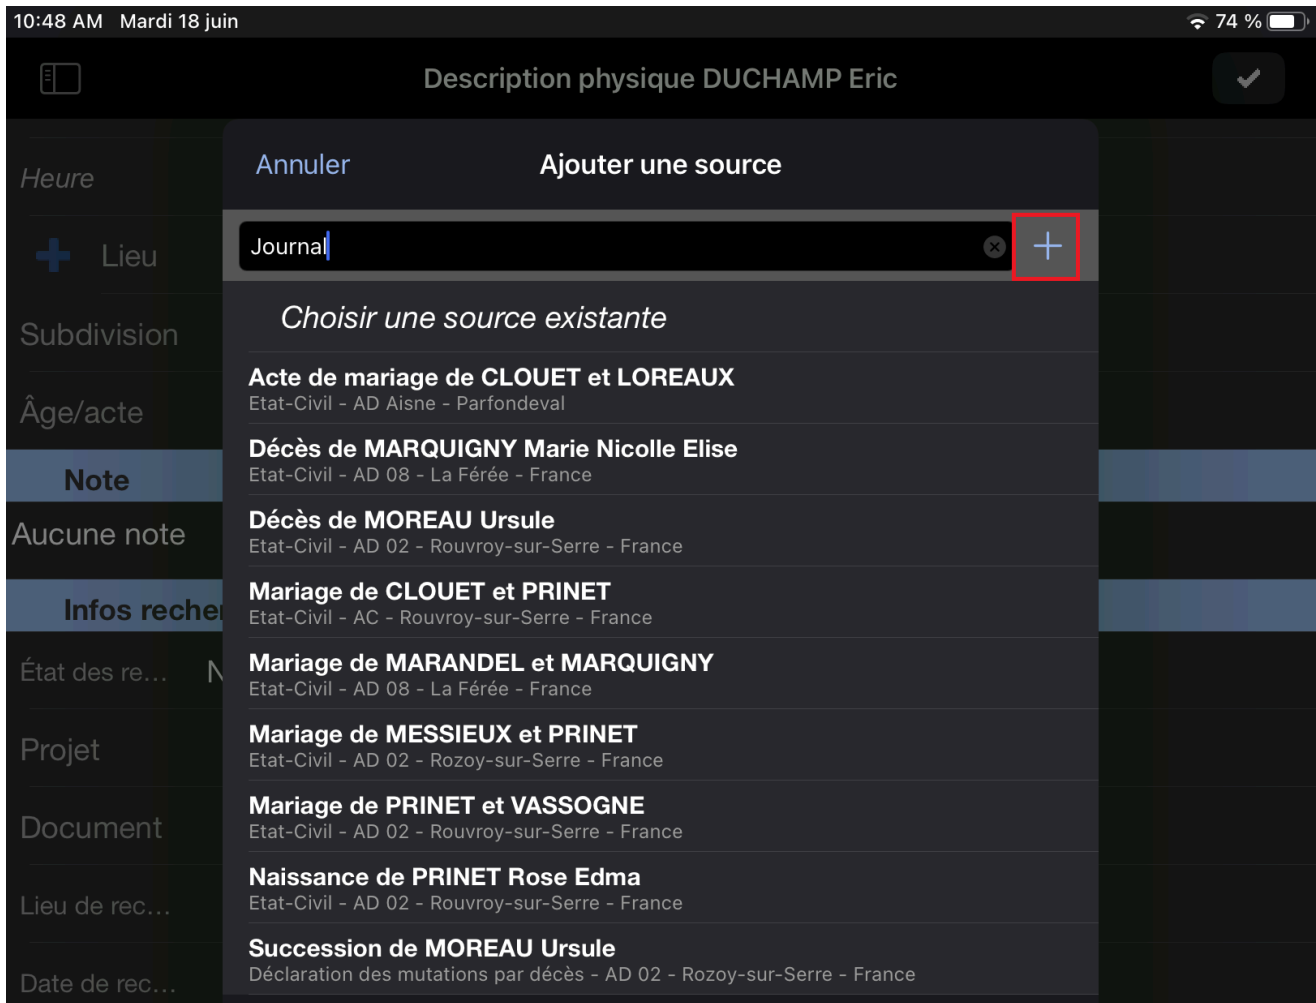 10:48 AM Mardi 18 juin
74 %
Description physique DUCHAMP Eric
Heure
Annuler
Ajouter une source
Journal
Lieu
Choisir une source existante
Subdivision
Acte de mariage de CLOUET et LOREAUX
Etat-Civil - AD Aisne - Parfondeval
Âge/acte
Décès de MARQUIGNY Marie Nicolle Elise
Etat-Civil - AD 08 - La Férée - France
Note
Décès de MOREAU Ursule
Etat-Civil - AD 02 - Rouvroy-sur-Serre - France
Aucune note
Mariage de CLOUET et PRINET
Etat-Civil - AC - Rouvroy-sur-Serre - France
Infos recher
Mariage de MARANDEL et MARQUIGNY
Etat-Civil - AD 08 - La Férée - France
État des re... N
Mariage de MESSIEUX et PRINET
Etat-Civil - AD 02 - Rozoy-sur-Serre - France
Projet
Mariage de PRINET et VASSOGNE
Etat-Civil - AD 02 - Rouvroy-sur-Serre - France
Document
Naissance de PRINET Rose Edma
Etat-Civil - AD 02 - Rouvroy-sur-Serre - France
Lieu de rec...
Succession de MOREAU Ursule
Déclaration des mutations par décès - AD 02 - Rozoy-sur-Serre - France
Date de rec...